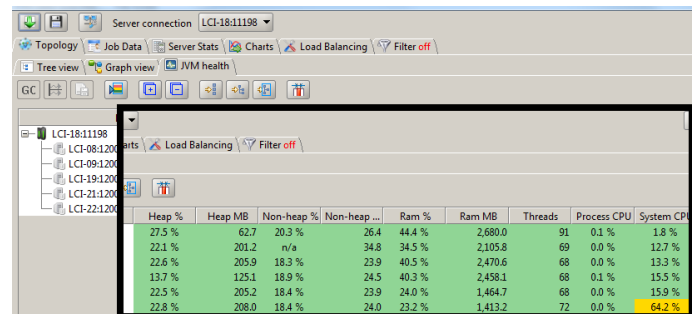 Server connection LCI-18:11198
Topology Job Data Server Stats Charts Load Balancing Filter off
Tree view Graph view JVM health
GC
LCI-18:11198
LCI-08:1200
LCI-09:1200
LCI-19:1200
LCI-21:1200
LCI-22:1200
arts Load Balancing Filter off
Heap % Heap MB Non-heap % Non-heap ... Ram % Ram MB Threads Process CPU System CPU
27.5 % 62.7 20.3 % 26.4 44.4 % 2,680.0 91 0.1 % 1.8 %
22.1 % 201.2 n/a 34.8 34.5 % 2,105.8 69 0.0 % 12.7 %
22.6 % 205.9 18.3 % 23.9 40.5 % 2,470.6 68 0.0 % 13.3 %
13.7 % 125.1 18.9 % 24.5 40.3 % 2,458.1 68 0.1 % 15.5 %
22.5 % 205.2 18.4 % 23.9 24.0 % 1,464.7 68 0.0 % 15.9 %
22.8 % 208.0 18.4 % 24.0 23.2 % 1,413.2 72 0.0 % 64.2 %